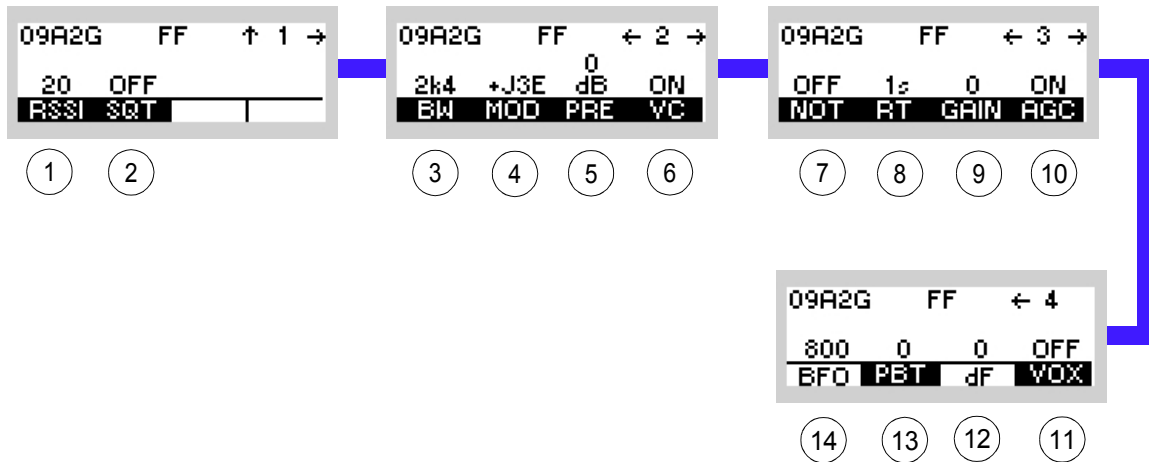 09A2G FF ↑ 1 →
20 OFF
RSSI SQT
1 2
09A2G FF ← 2 →
0
2k4 +J3E dB ON
BW MOD PRE VC
3 4 5 6
09A2G FF ← 3 →
OFF 1s 0 ON
NOT RT GAIN AGC
7 8 9 10
09A2G FF ← 4
800 0 0 OFF
BFO PBT dF VOX
14 13 12 11